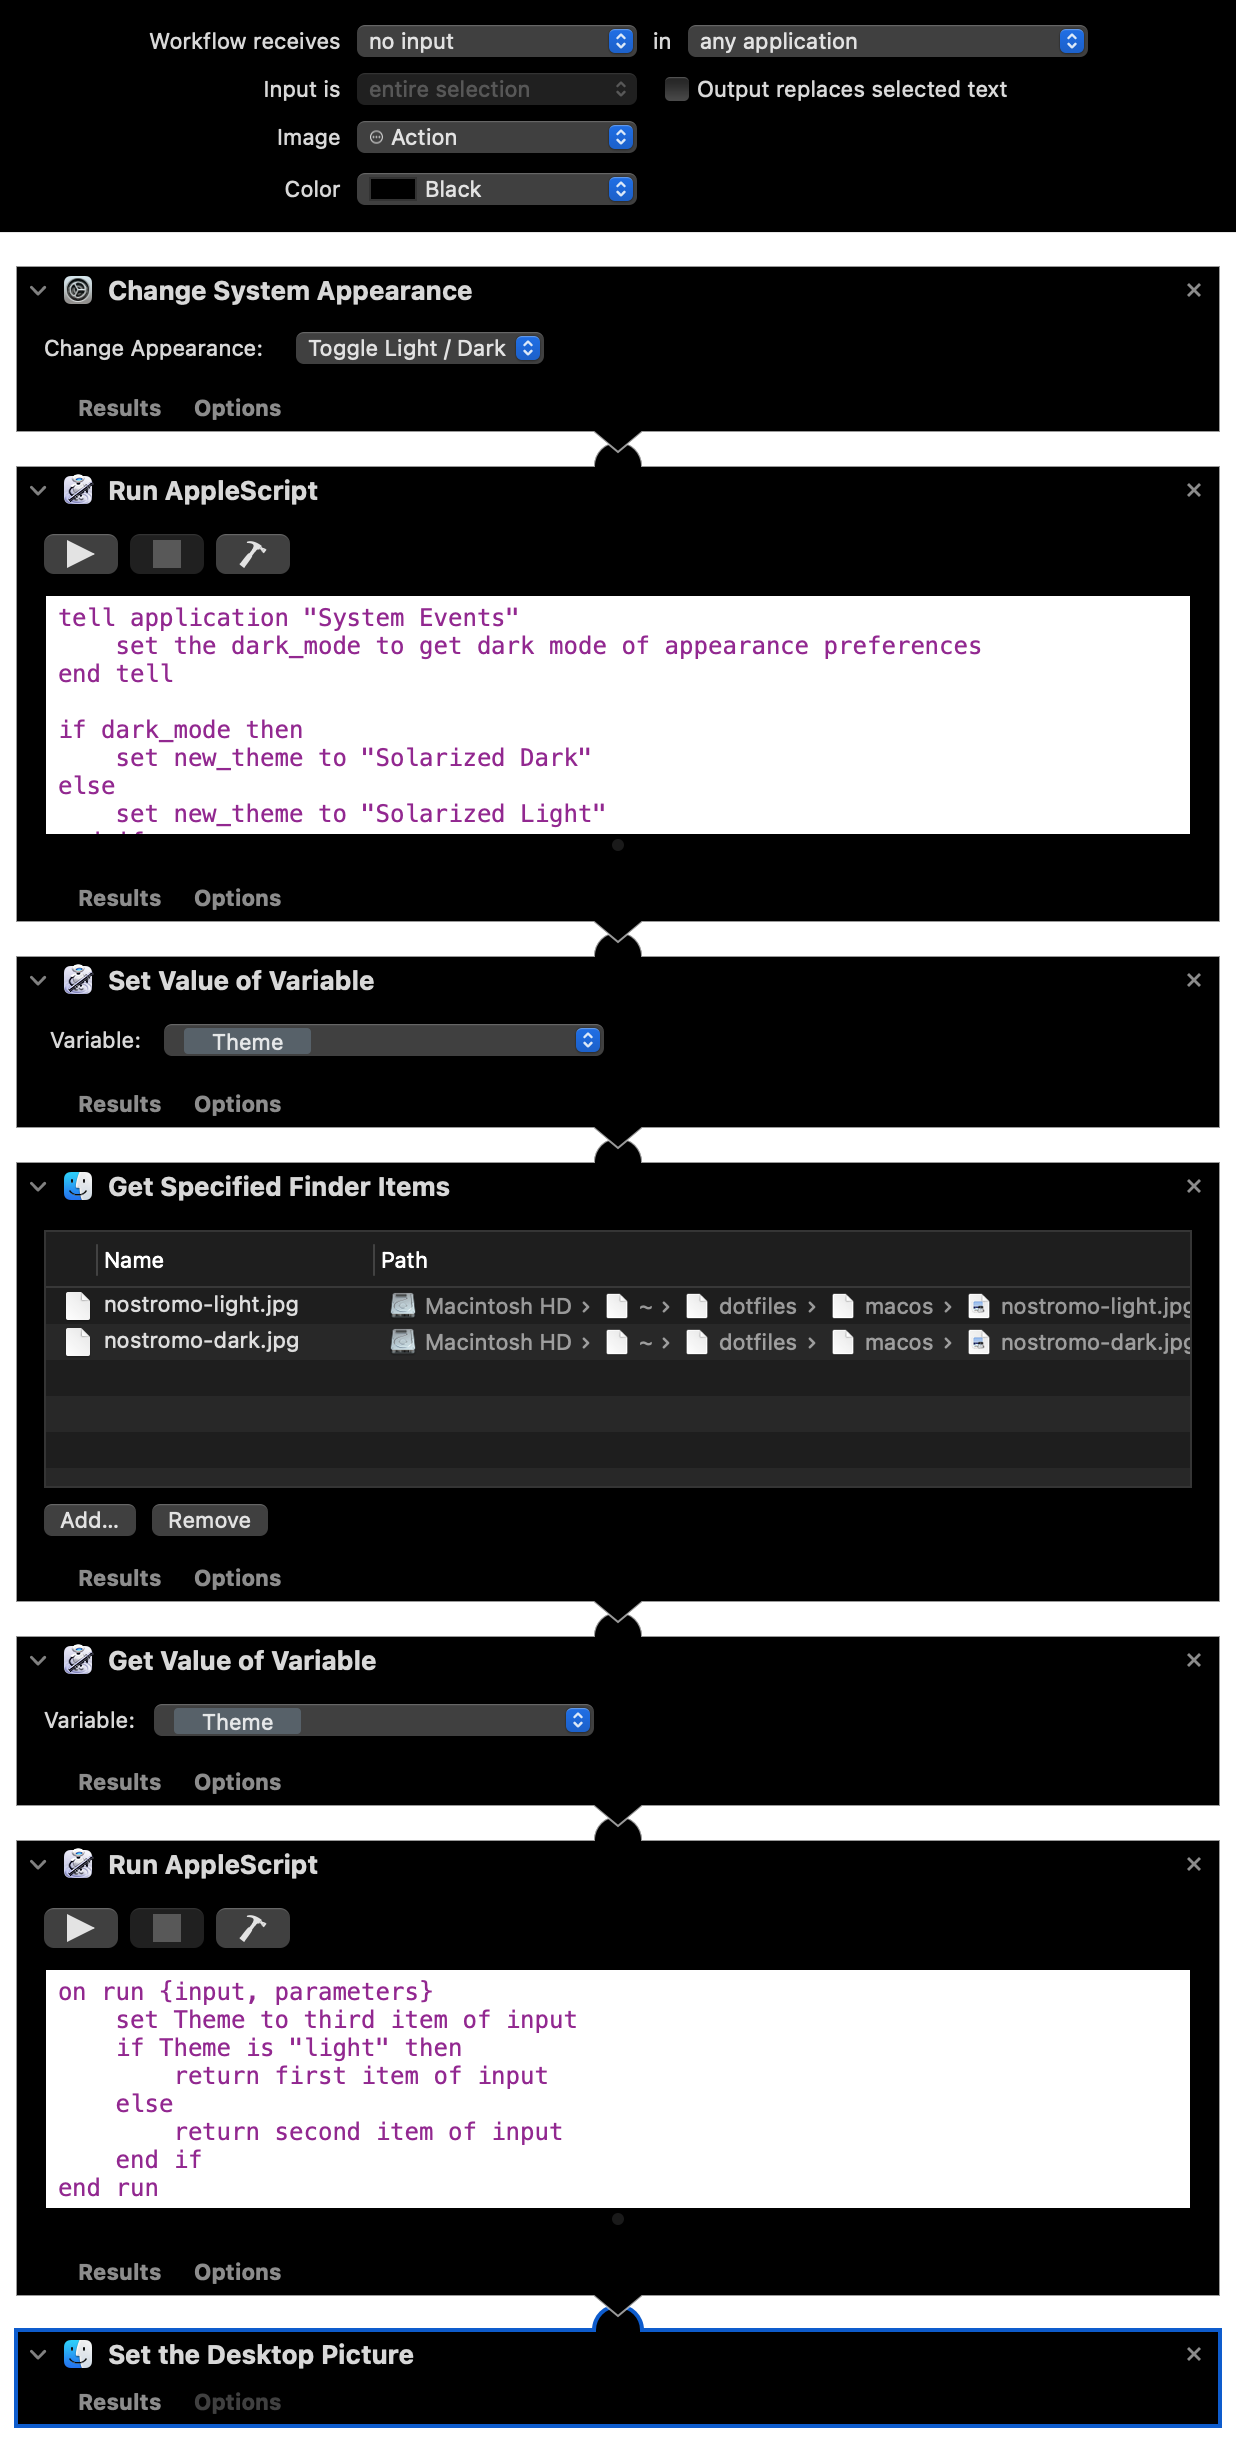 Workflow receives no input in any application
Input is entire selection Output replaces selected text
Image Action
Color Black
Change System Appearance
Change Appearance: Toggle Light / Dark
Results Options
Run AppleScript
tell application "System Events"
set the dark_mode to get dark mode of appearance preferences
end tell
if dark_mode then
set new_theme to "Solarized Dark"
else
set new_theme to "Solarized Light"
Results Options
Set Value of Variable
Variable: Theme
Results Options
Get Specified Finder Items
Name Path
nostromo-light.jpg Macintosh HD › ~ › dotfiles › macos › nostromo-light.jpg
nostromo-dark.jpg Macintosh HD › ~ › dotfiles › macos › nostromo-dark.jpg
Add... Remove
Results Options
Get Value of Variable
Variable: Theme
Results Options
Run AppleScript
on run {input, parameters}
set Theme to third item of input
if Theme is "light" then
return first item of input
else
return second item of input
end if
end run
Results Options
Set the Desktop Picture
Results Options